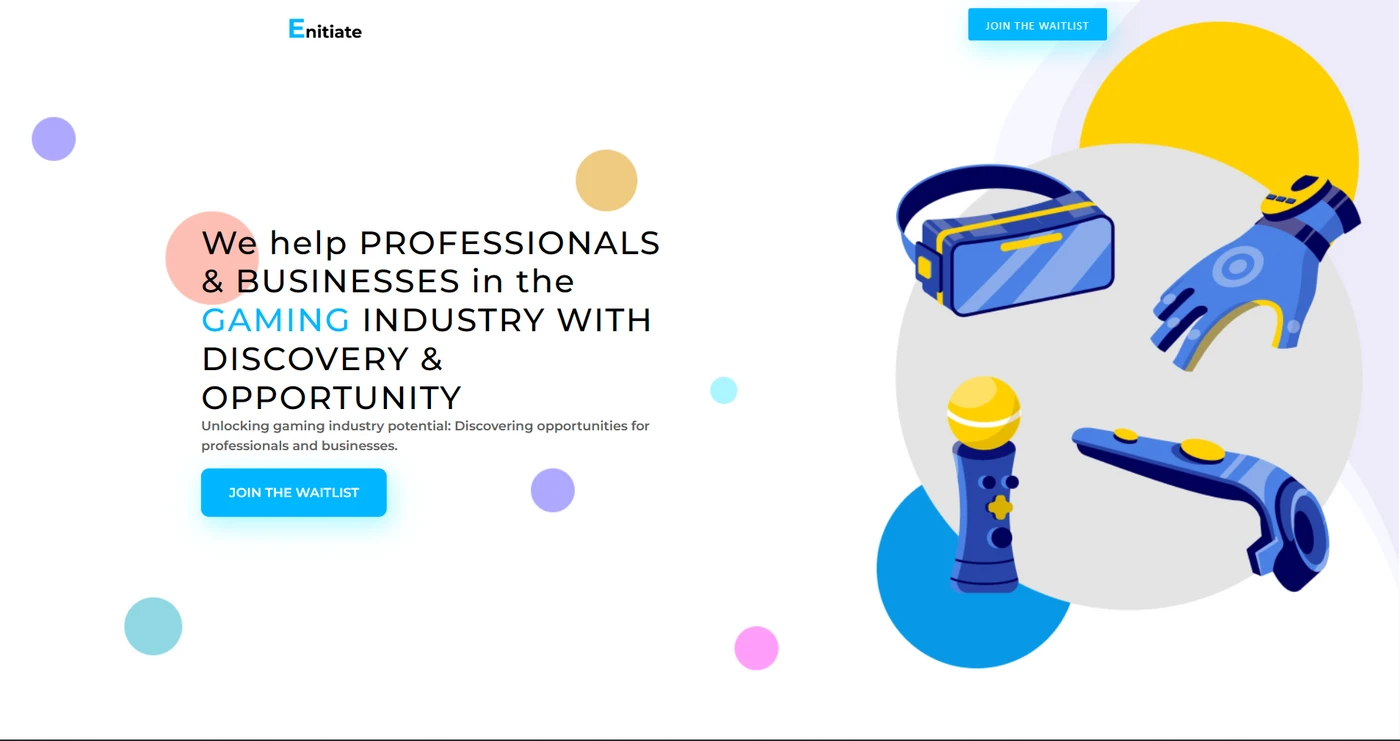 Enitiate
JOIN THE WAITLIST
We help PROFESSIONALS
& BUSINESSES in the
GAMING INDUSTRY WITH
DISCOVERY &
OPPORTUNITY
Unlocking gaming industry potential: Discovering opportunities for
professionals and businesses.
JOIN THE WAITLIST